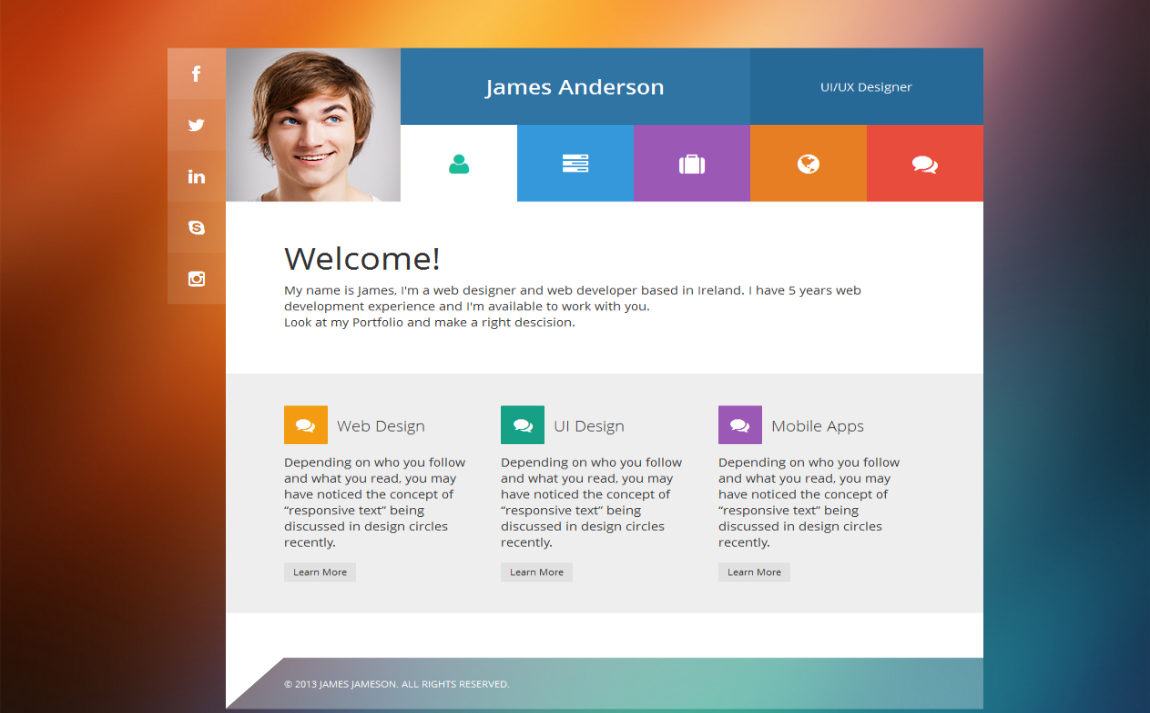 James Anderson
UI/UX Designer
Welcome!
My name is James, I'm a web designer and web developer based in Ireland. I have 5 years web
development experience and I'm available to work with you.
Look at my Portfolio and make a right descision.
Web Design
Depending on who you follow
and what you read, you may
have noticed the concept of
“responsive text” being
discussed in design circles
recently.
Learn More
UI Design
Depending on who you follow
and what you read, you may
have noticed the concept of
“responsive text” being
discussed in design circles
recently.
Learn More
Mobile Apps
Depending on who you follow
and what you read, you may
have noticed the concept of
“responsive text” being
discussed in design circles
recently.
Learn More
© 2013 JAMES JAMESON. ALL RIGHTS RESERVED.